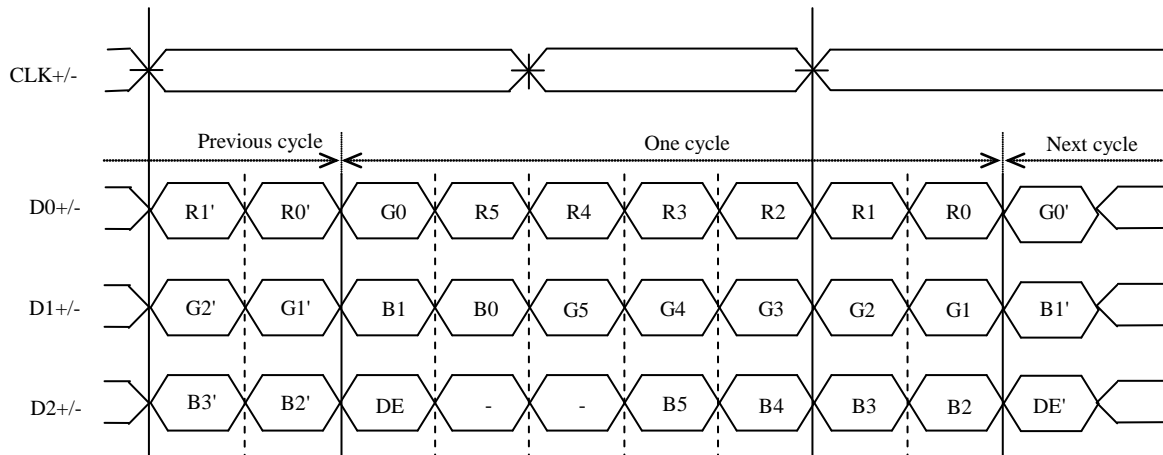 CLK+/-
Previous cycle One cycle Next cycle
D0+/- R1' R0' G0 R5 R4 R3 R2 R1 R0 G0'
D1+/- G2' G1' B1 B0 G5 G4 G3 G2 G1 B1'
D2+/- B3' B2' DE - - B5 B4 B3 B2 DE'